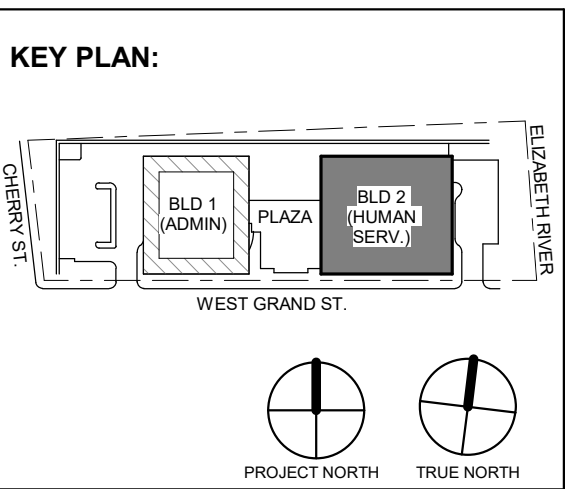 KEY PLAN:
CHERRY ST.
BLD 1
(ADMIN)
PLAZA
BLD 2
(HUMAN
SERV.)
ELIZABETH RIVER
WEST GRAND ST.
PROJECT NORTH
TRUE NORTH